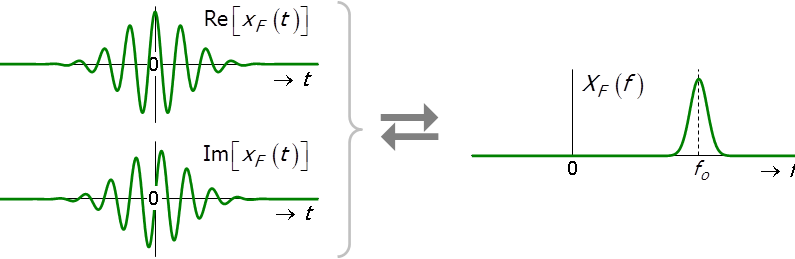 Re[x_F(t)]
0
→ t
Im[x_F(t)]
0
→ t
X_F(f)
0
f_o
→ f